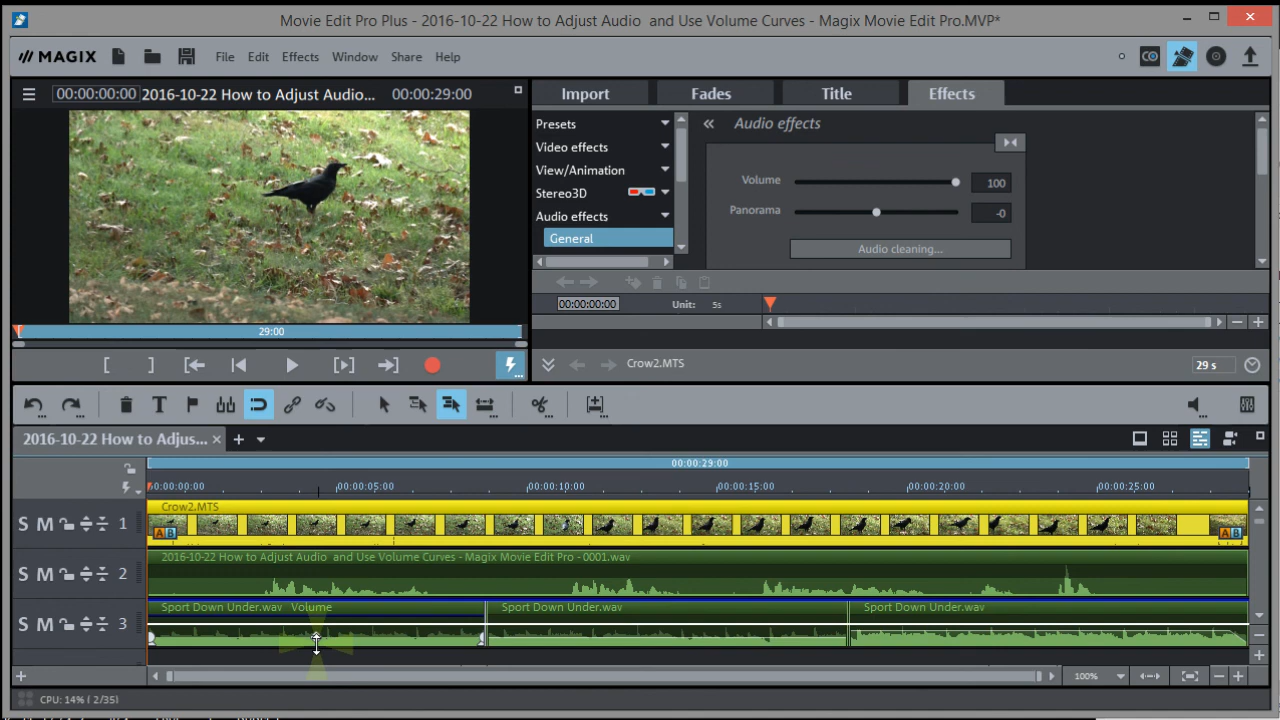 Movie Edit Pro Plus - 2016-10-22 How to Adjust Audio  and Use Volume Curves - Magix Movie Edit Pro.MVP*
MAGIX
File Edit Effects Window Share Help
00:00:00:00 2016-10-22 How to Adjust Audio... 00:00:29:00
Import Fades Title Effects
Presets
Video effects
View/Animation
Stereo3D
Audio effects
General
Audio effects
Volume 100
Panorama -0
Audio cleaning...
00:00:00:00 Unit: 5s
29:00
Crow2.MTS 29 s
2016-10-22 How to Adjus...
00:00:29:00
00:00:00:00 00:00:05:00 00:00:10:00 00:00:15:00 00:00:20:00 00:00:25:00
Crow2.MTS
S M 1
A B A B
2016-10-22 How to Adjust Audio  and Use Volume Curves - Magix Movie Edit Pro - 0001.wav
S M 2
Sport Down Under.wav Volume Sport Down Under.wav Sport Down Under.wav
S M 3
100%
CPU: 14% ( 2/35)